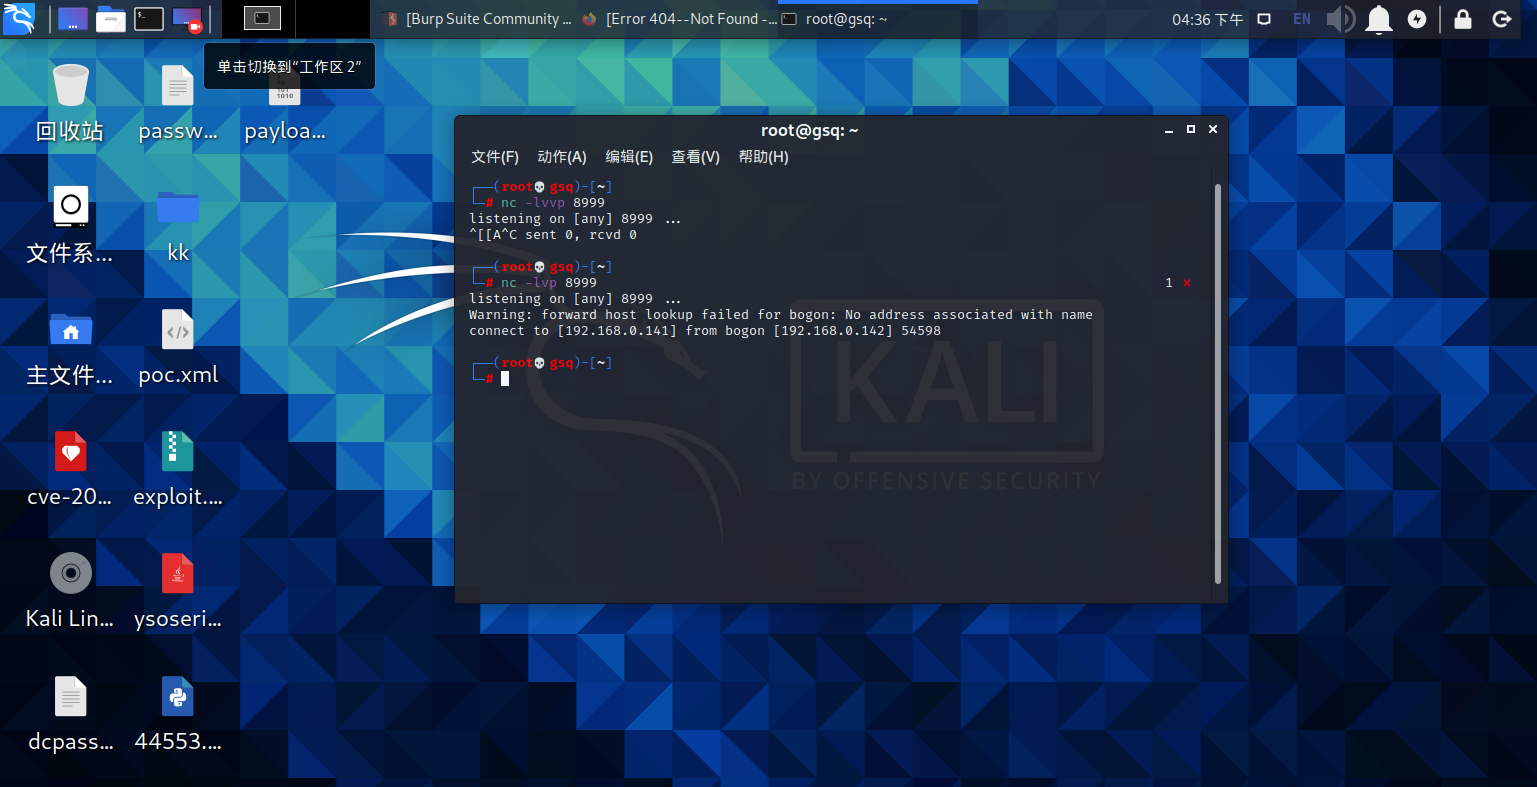 [Burp Suite Community ... [Error 404--Not Found -... root@gsq: ~ 04:36 下午 EN
单击切换到“工作区 2”
回收站 passw... payloa...
文件系... kk
主文件... poc.xml
cve-20... exploit....
Kali Lin... ysoseri...
dcpass... 44553....
root@gsq: ~
文件(F) 动作(A) 编辑(E) 查看(V) 帮助(H)
┌──(root💀gsq)-[~]
└─# nc -lvvp 8999
listening on [any] 8999 ...
^[[A^C sent 0, rcvd 0
┌──(root💀gsq)-[~]
└─# nc -lvp 8999 1 ⨯
listening on [any] 8999 ...
Warning: forward host lookup failed for bogon: No address associated with name
connect to [192.168.0.141] from bogon [192.168.0.142] 54598
┌──(root💀gsq)-[~]
└─#
KALI
BY OFFENSIVE SECURITY